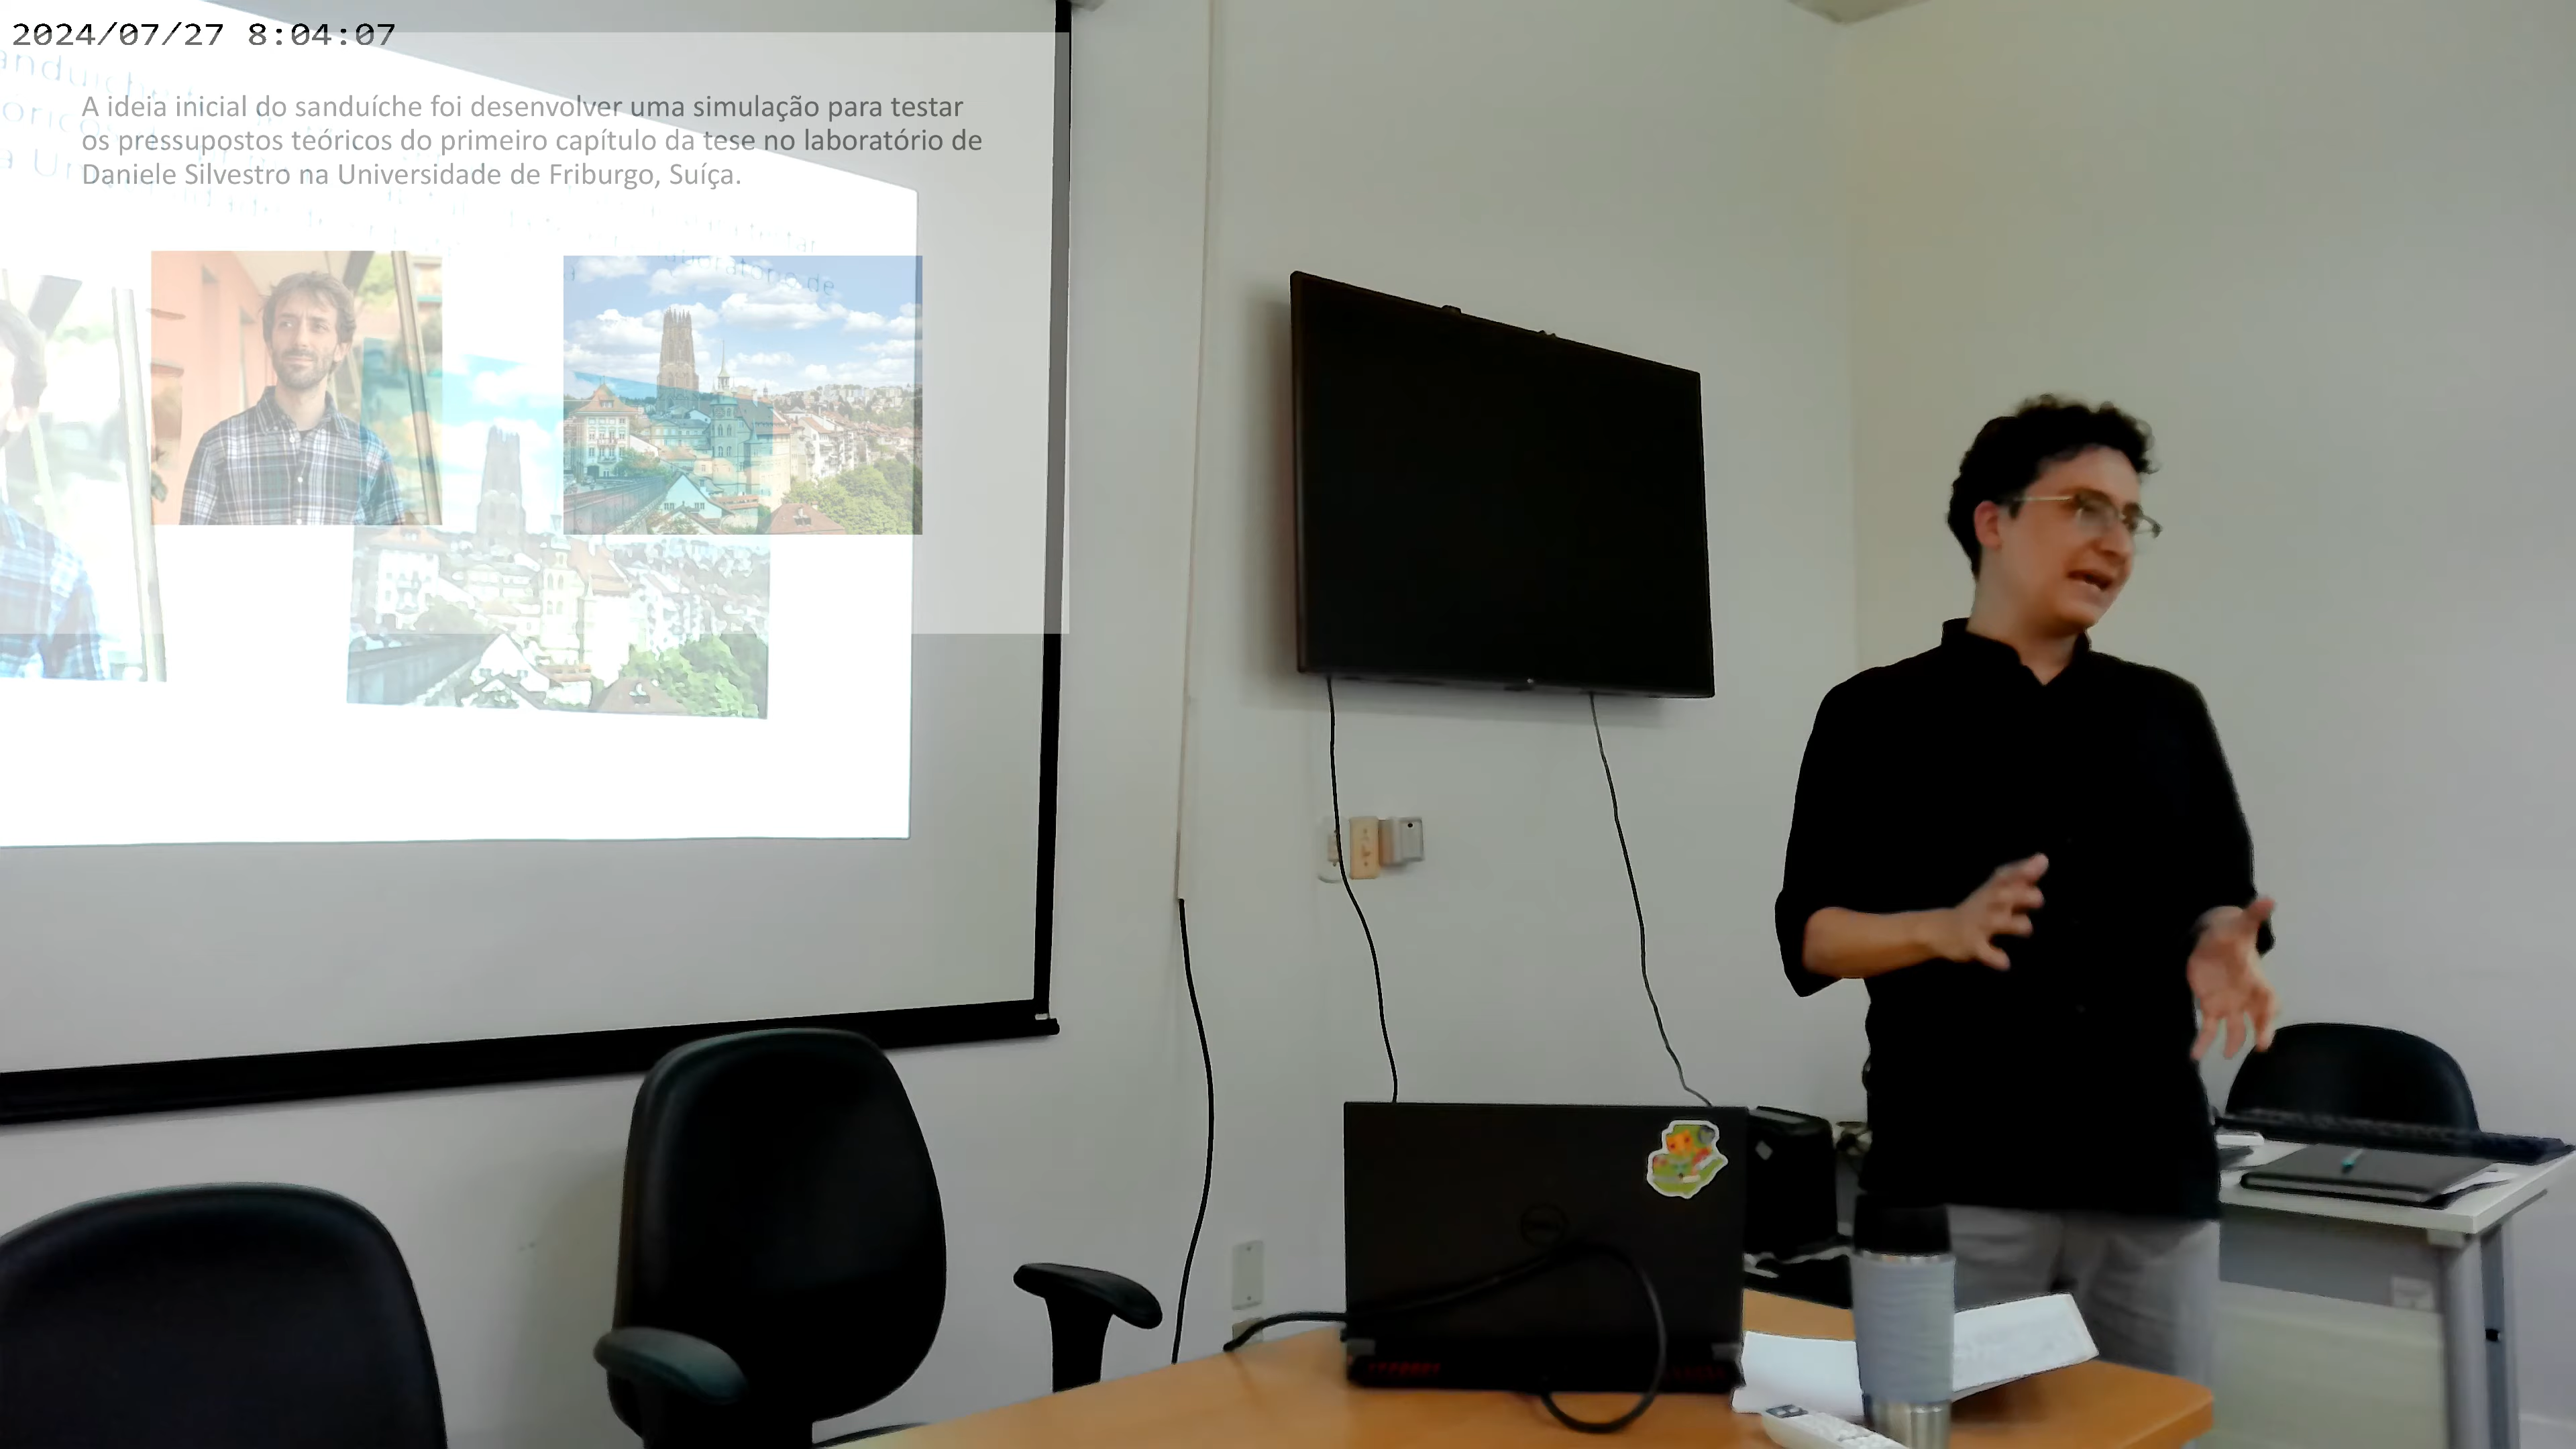 2024/07/27 8:04:07
A ideia inicial do sanduíche foi desenvolver uma simulação para testar
os pressupostos teóricos do primeiro capítulo da tese no laboratório de
Daniele Silvestro na Universidade de Friburgo, Suíça.
DELL